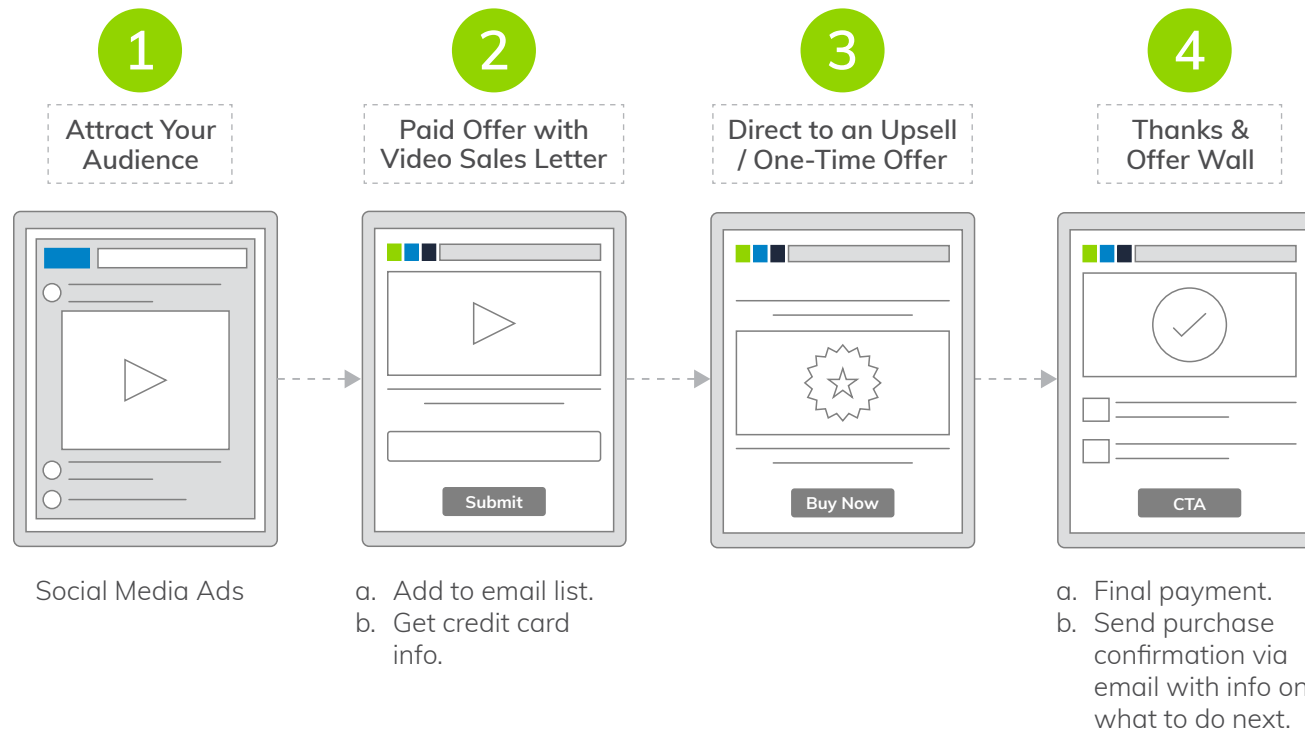 1
Attract Your
Audience
Social Media Ads
2
Paid Offer with
Video Sales Letter
Submit
a. Add to email list.
b. Get credit card
info.
3
Direct to an Upsell
/ One-Time Offer
Buy Now
4
Thanks &
Offer Wall
CTA
a. Final payment.
b. Send purchase
confirmation via
email with info on
what to do next.